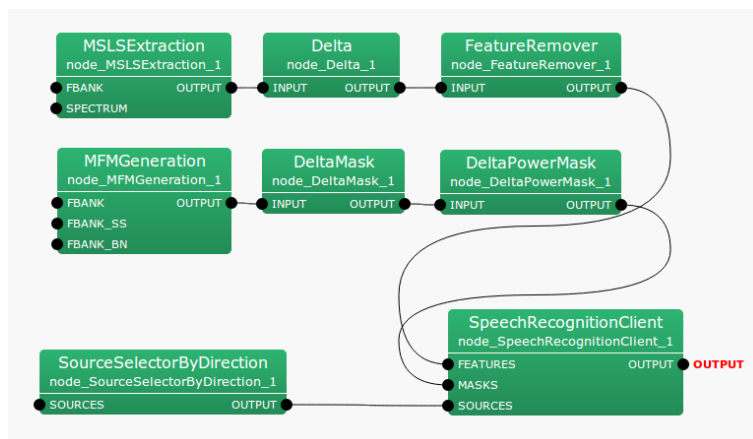 MSLSExtraction
node_MSLSExtraction_1
FBANK OUTPUT
SPECTRUM
Delta
node_Delta_1
INPUT OUTPUT
FeatureRemover
node_FeatureRemover_1
INPUT OUTPUT
MFMGeneration
node_MFMGeneration_1
FBANK OUTPUT
FBANK_SS
FBANK_BN
DeltaMask
node_DeltaMask_1
INPUT OUTPUT
DeltaPowerMask
node_DeltaPowerMask_1
INPUT OUTPUT
SourceSelectorByDirection
node_SourceSelectorByDirection_1
SOURCES OUTPUT
SpeechRecognitionClient
node_SpeechRecognitionClient_1
FEATURES OUTPUT OUTPUT
MASKS
SOURCES